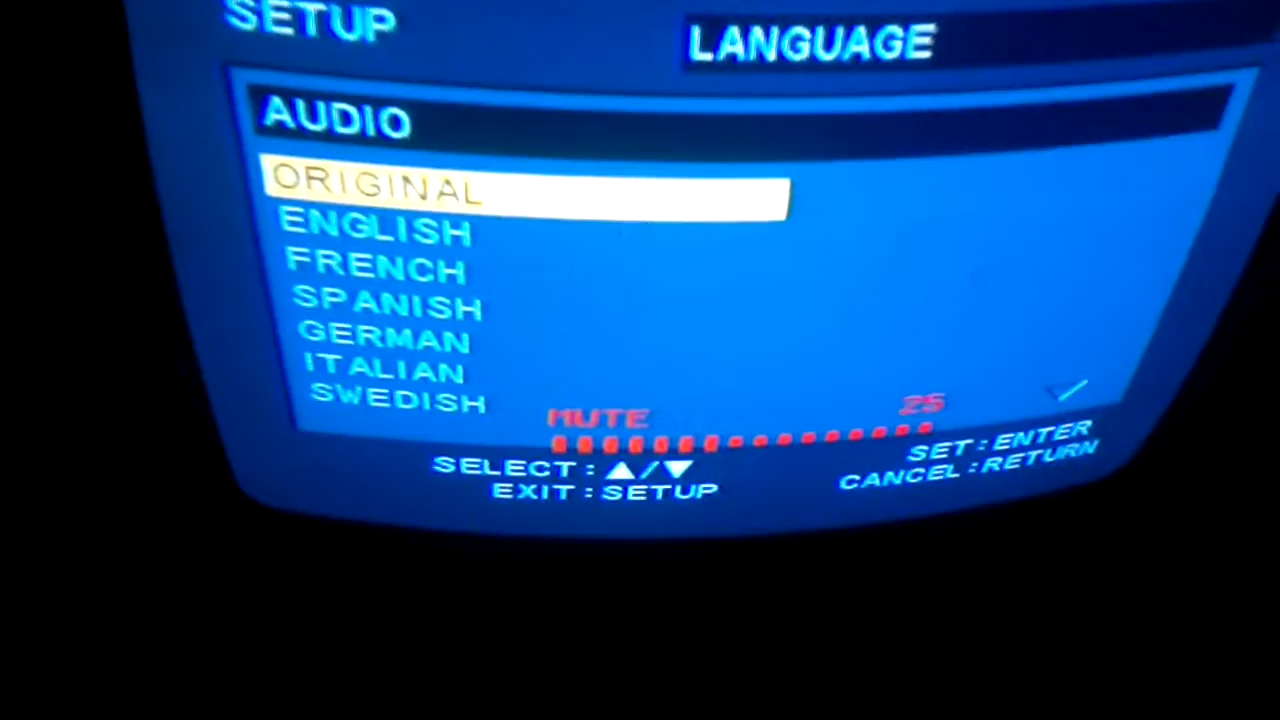 SETUP
LANGUAGE
AUDIO
ORIGINAL
ENGLISH
FRENCH
SPANISH
GERMAN
ITALIAN
SWEDISH
MUTE 25
SELECT : ▲/▼
SET : ENTER
EXIT : SETUP
CANCEL : RETURN